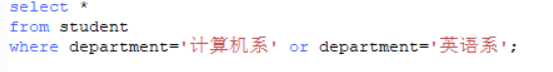 select *
from student
where department='计算机系' or department='英语系';